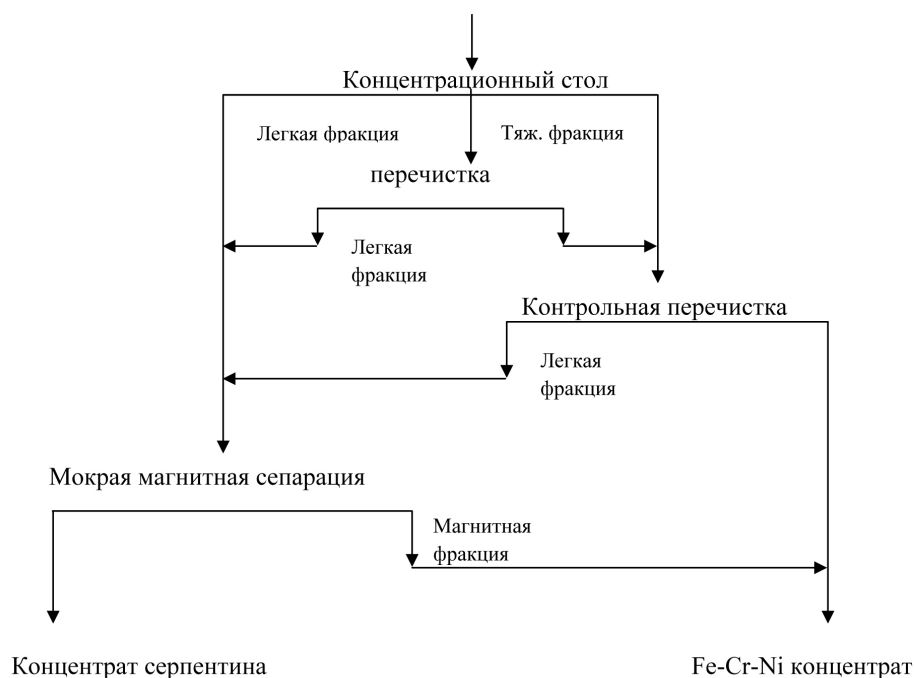 Концентрационный стол
Легкая фракция
Тяж. фракция
перечистка
Легкая
фракция
Контрольная перечистка
Легкая
фракция
Мокрая магнитная сепарация
Магнитная
фракция
Концентрат серпентина
Fe-Cr-Ni концентрат